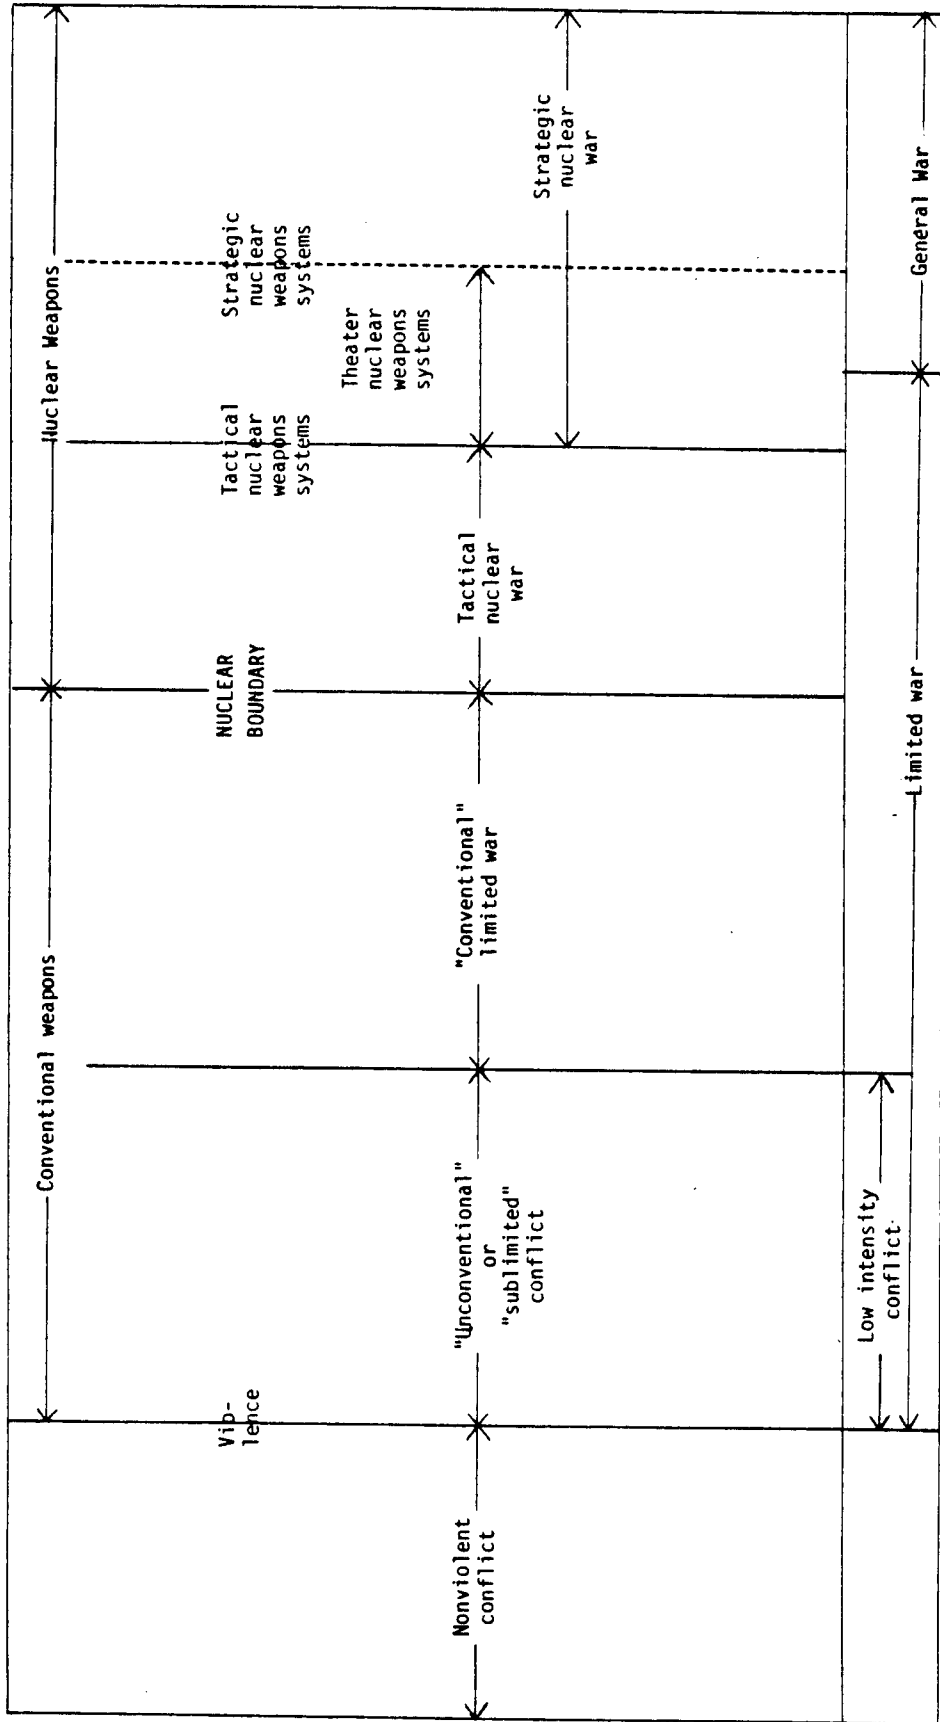 Conventional weapons
Nuclear Weapons
Vio-
lence
NUCLEAR
BOUNDARY
Tactical
nuclear
weapons
systems
Strategic
nuclear
weapons
systems
Theater
nuclear
weapons
systems
Nonviolent
conflict
"Unconventional"
or
"sublimited"
conflict
"Conventional"
limited war
Tactical
nuclear
war
Strategic
nuclear
war
Low intensity
conflict
Limited war
General War